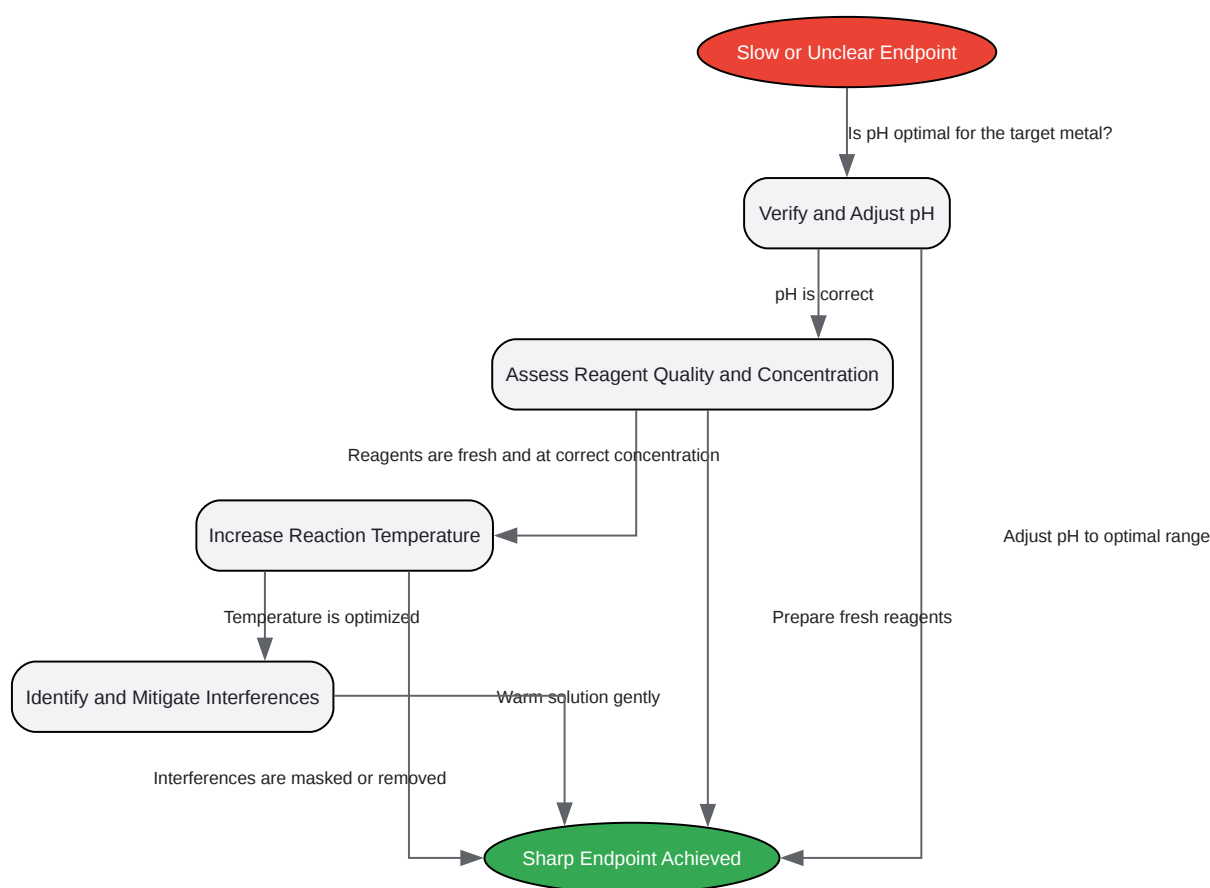 Slow or Unclear Endpoint
Is pH optimal for the target metal?
Verify and Adjust pH
pH is correct
Assess Reagent Quality and Concentration
Reagents are fresh and at correct concentration
Increase Reaction Temperature
Adjust pH to optimal range
Temperature is optimized
Prepare fresh reagents
Identify and Mitigate Interferences
Warm solution gently
Interferences are masked or removed
Sharp Endpoint Achieved